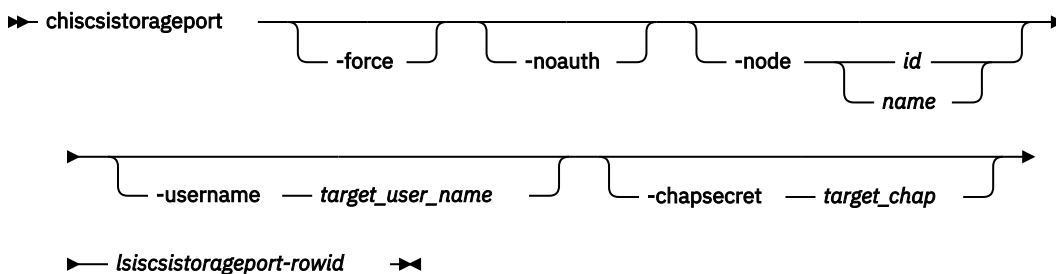 chiscsistorageport -force -noauth -node id
name
-username target_user_name -chapsecret target_chap
lsiscsistorageport-rowid